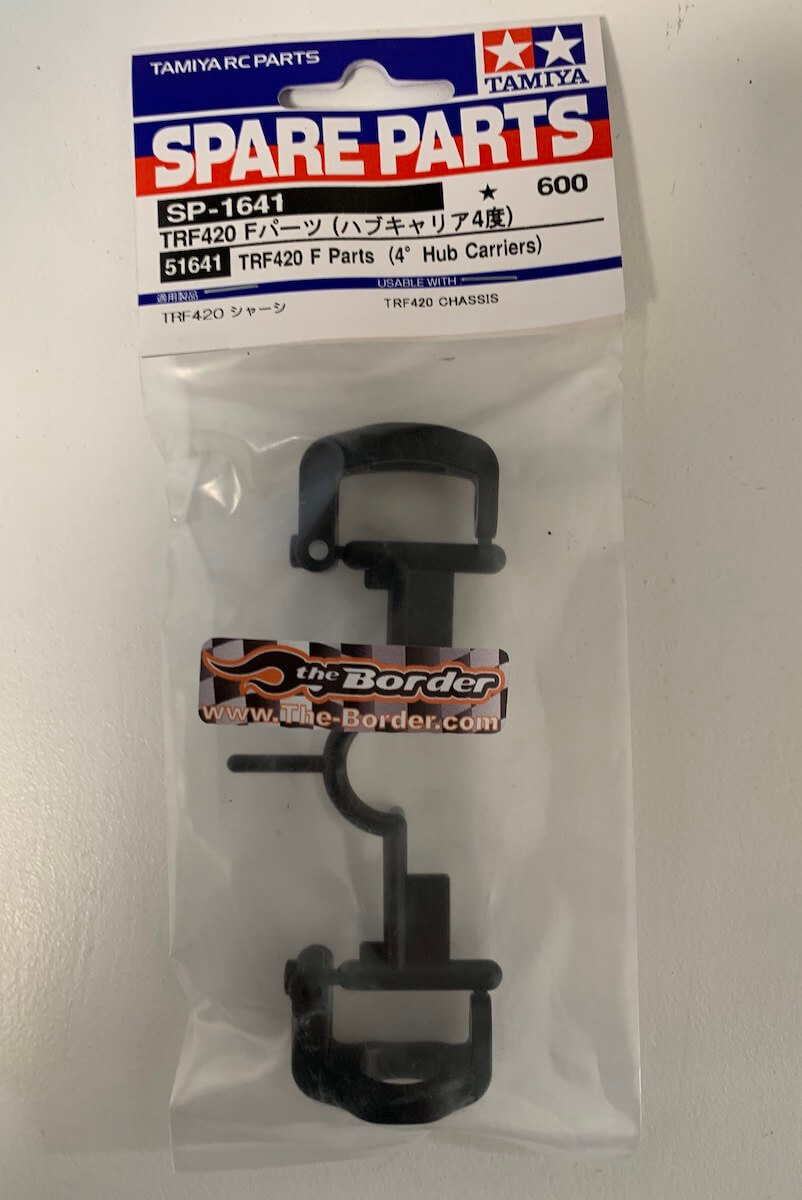 TAMIYA RC PARTS
TAMIYA
SPARE PARTS
SP-1641
★ 600
TRF420 Fパーツ (ハブキャリア4度)
51641 TRF420 F Parts (4° Hub Carriers)
適用製品
USABLE WITH
TRF420 シャーシ
TRF420 CHASSIS
the Border
www.The-Border.com